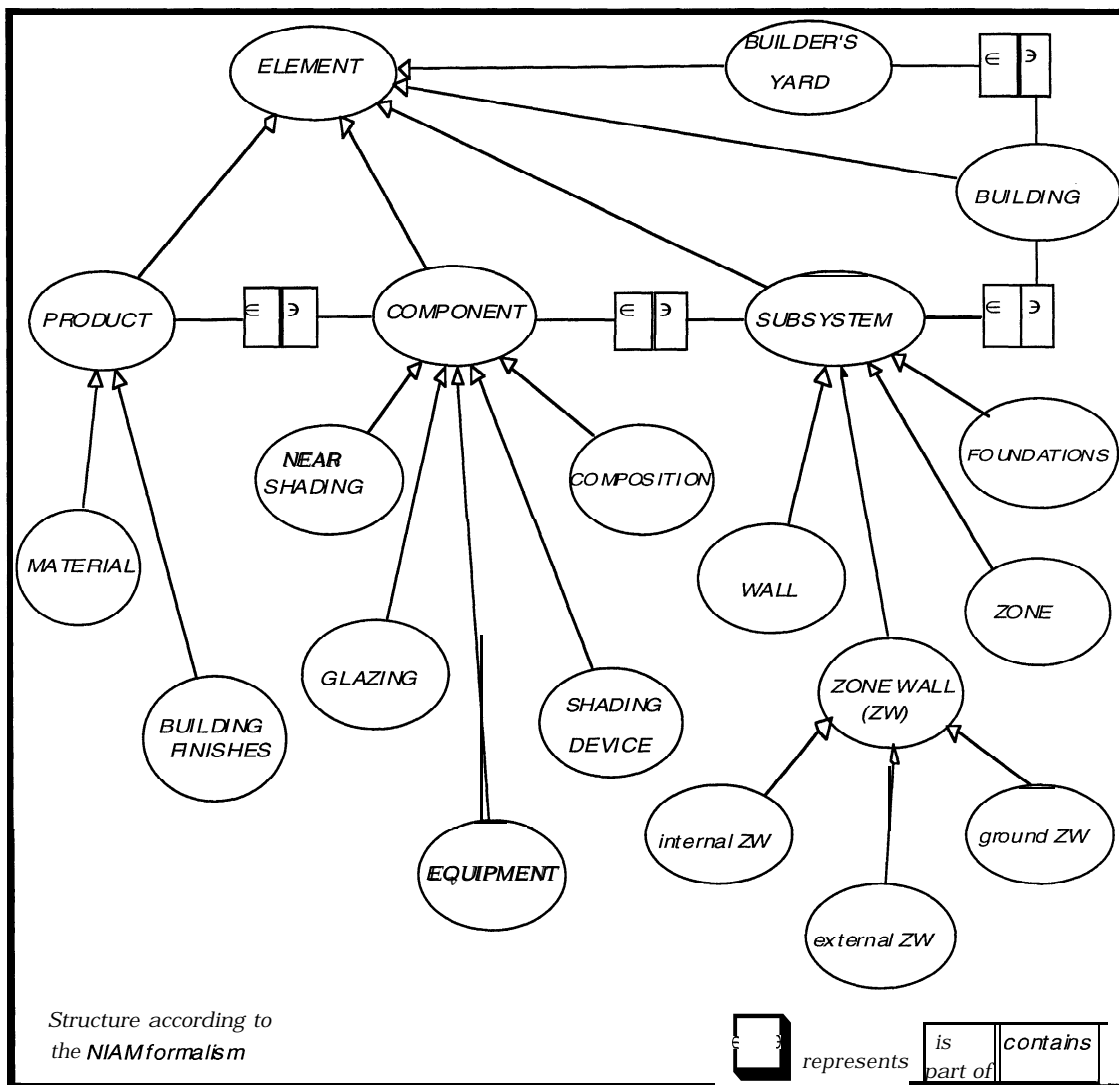 ELEMENT
BUILDER'S
YARD
∈ ∋
BUILDING
PRODUCT
∈ ∋
COMPONENT
∈ ∋
SUBSYSTEM
∈ ∋
NEAR
SHADING
COMPOSITION
FOUNDATIONS
MATERIAL
WALL
ZONE
GLAZING
SHADING
DEVICE
ZONE WALL
(ZW)
BUILDING
FINISHES
internal ZW
ground ZW
EQUIPMENT
external ZW
Structure according to
the NIAM formalism
∈ ∋ represents is part of contains